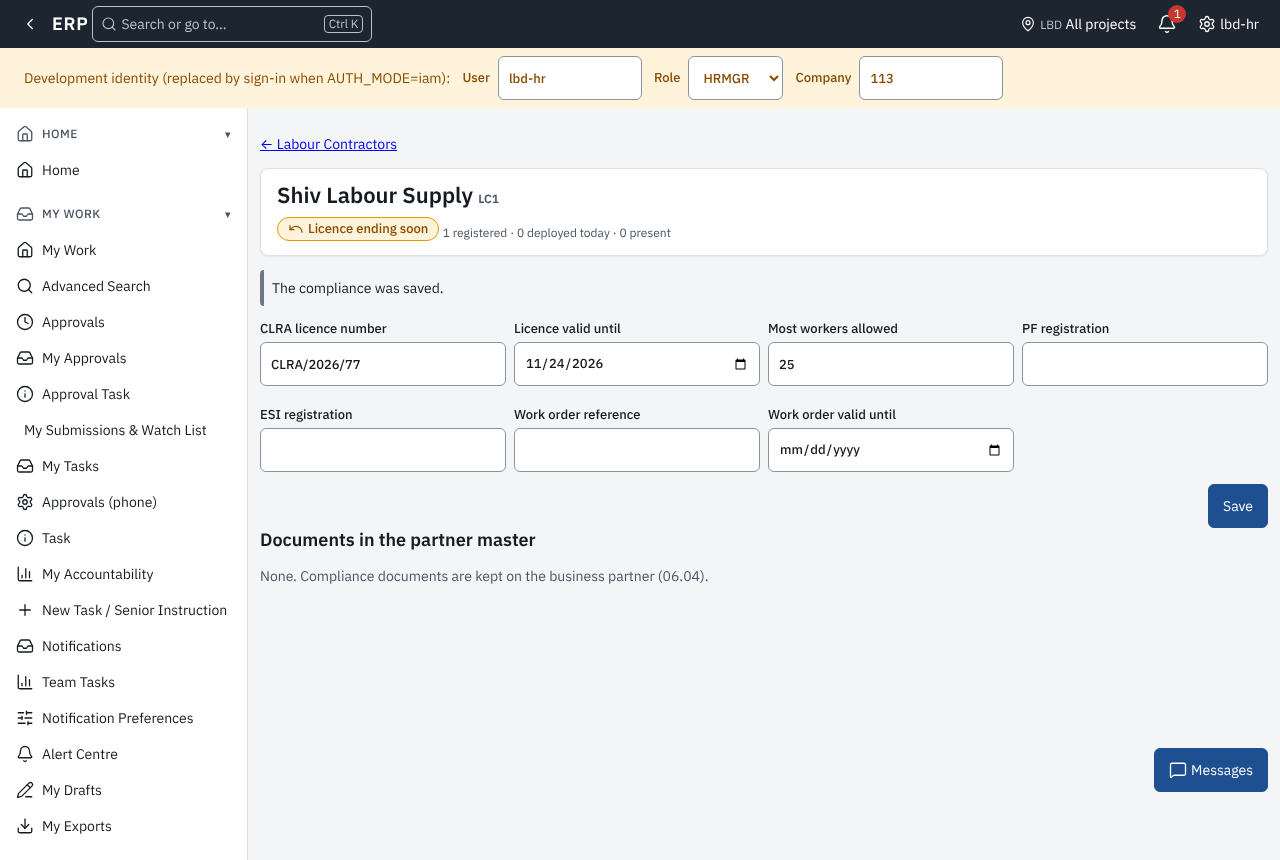 ERP
Search or go to...
Ctrl K
LBD All projects
1
lbd-hr
Development identity (replaced by sign-in when AUTH_MODE=iam): User lbd-hr Role HRMGR Company 113
HOME
Home
MY WORK
My Work
Advanced Search
Approvals
My Approvals
Approval Task
My Submissions & Watch List
My Tasks
Approvals (phone)
Task
My Accountability
New Task / Senior Instruction
Notifications
Team Tasks
Notification Preferences
Alert Centre
My Drafts
My Exports
← Labour Contractors
Shiv Labour Supply LC1
Licence ending soon 1 registered · 0 deployed today · 0 present
The compliance was saved.
CLRA licence number Licence valid until Most workers allowed PF registration
CLRA/2026/77 11/24/2026 25
ESI registration Work order reference Work order valid until
mm/dd/yyyy
Save
Documents in the partner master
None. Compliance documents are kept on the business partner (06.04).
Messages